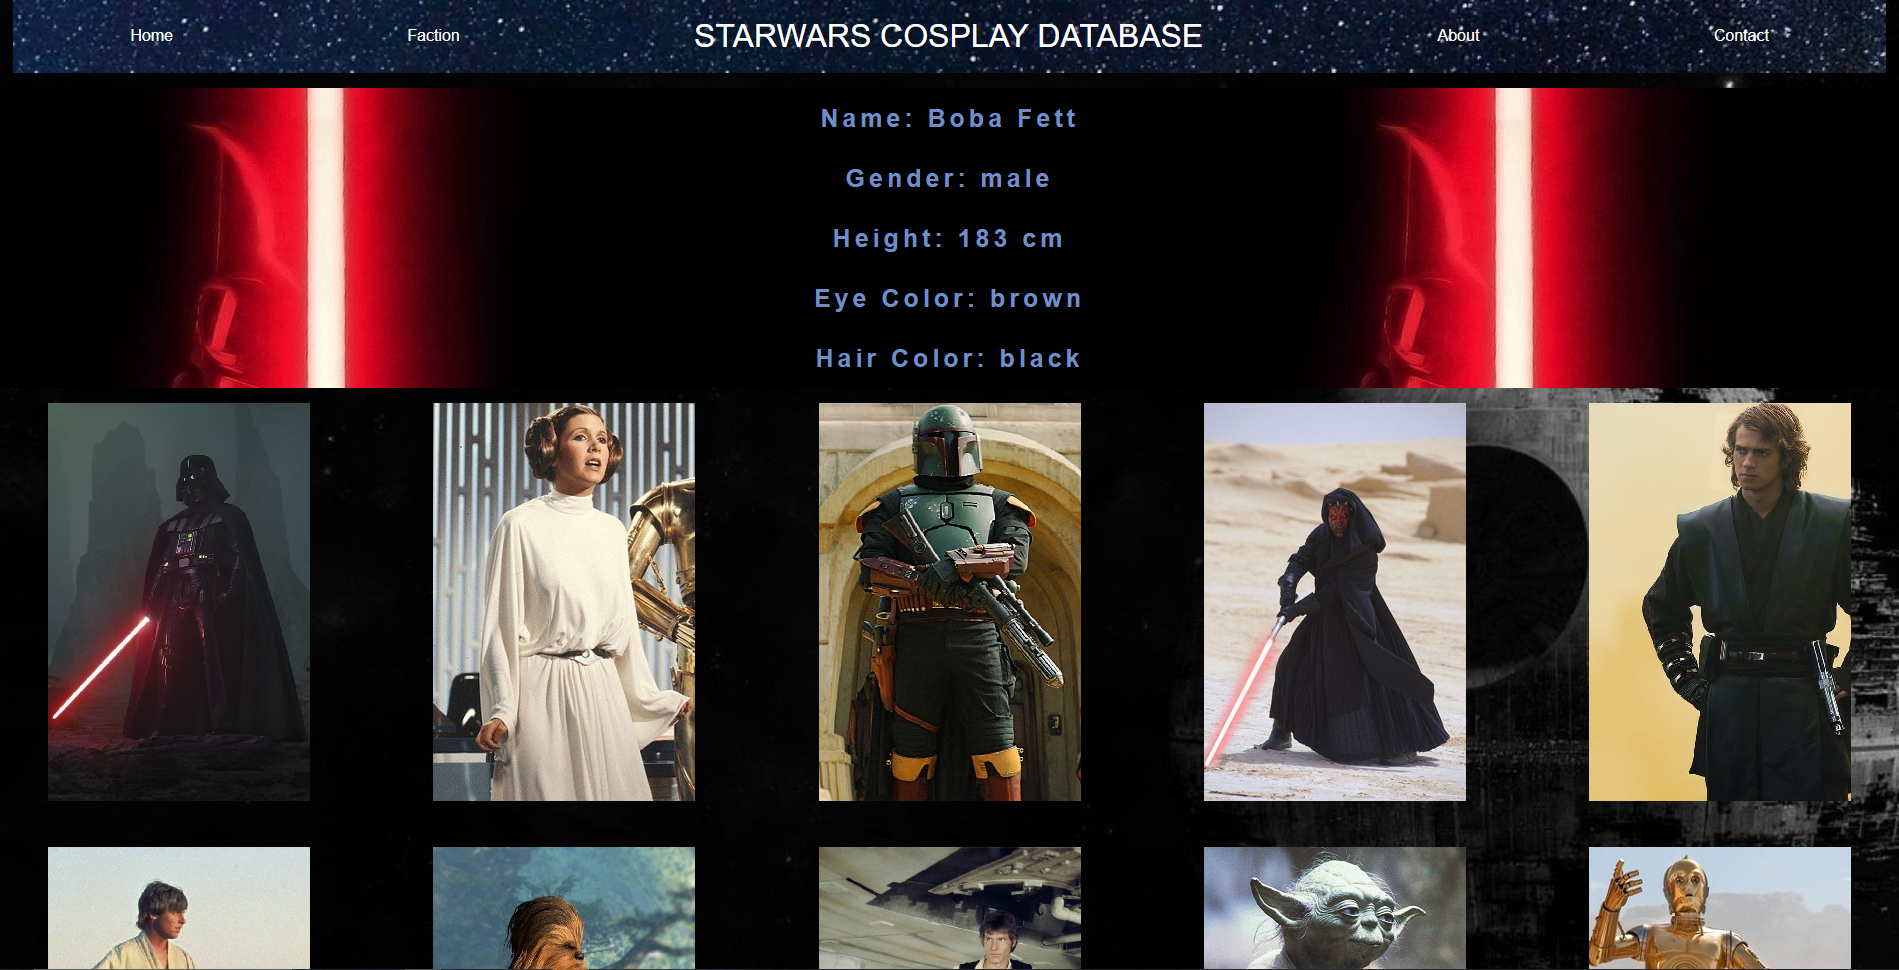 Home
Faction
STARWARS COSPLAY DATABASE
About
Contact
Name: Boba Fett
Gender: male
Height: 183 cm
Eye Color: brown
Hair Color: black